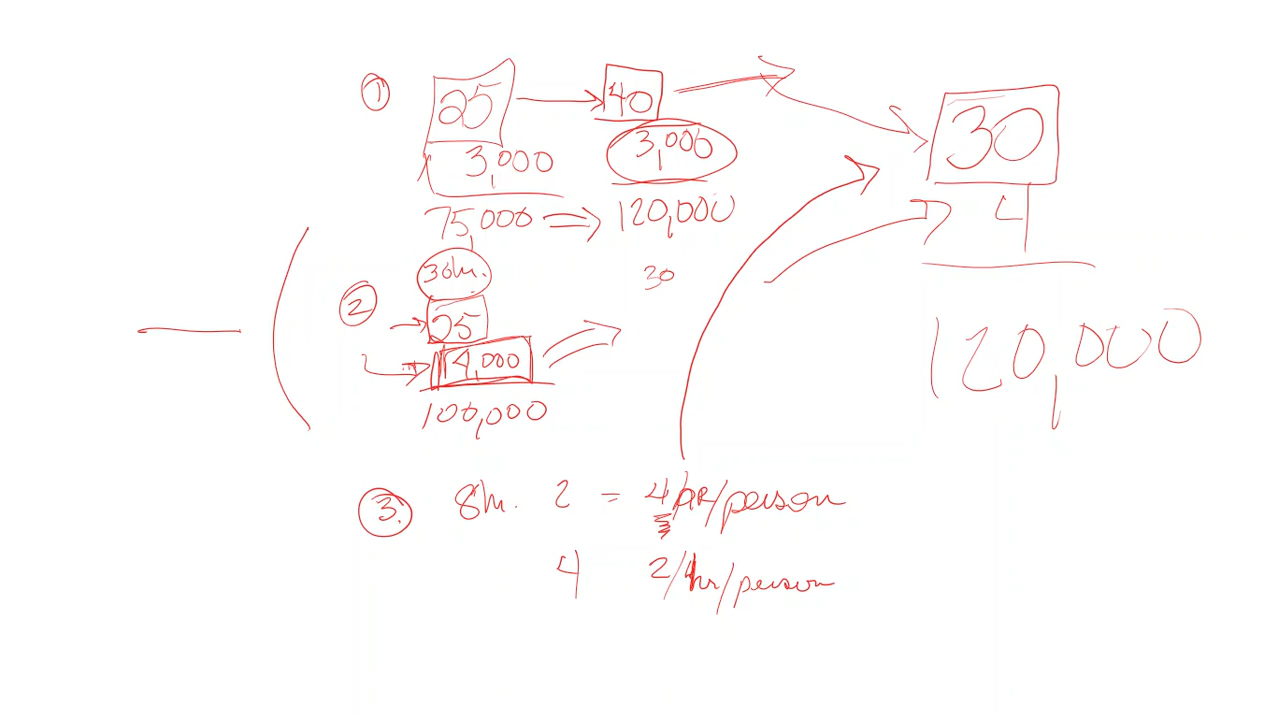 ① 25 → 40
3,000 3,000
75,000 ⇒ 120,000
30
4
120,000
30hr. 30
② 25
4,000
100,000
③. 8hr. 2 = 4/hr/person
4 2/hr/person